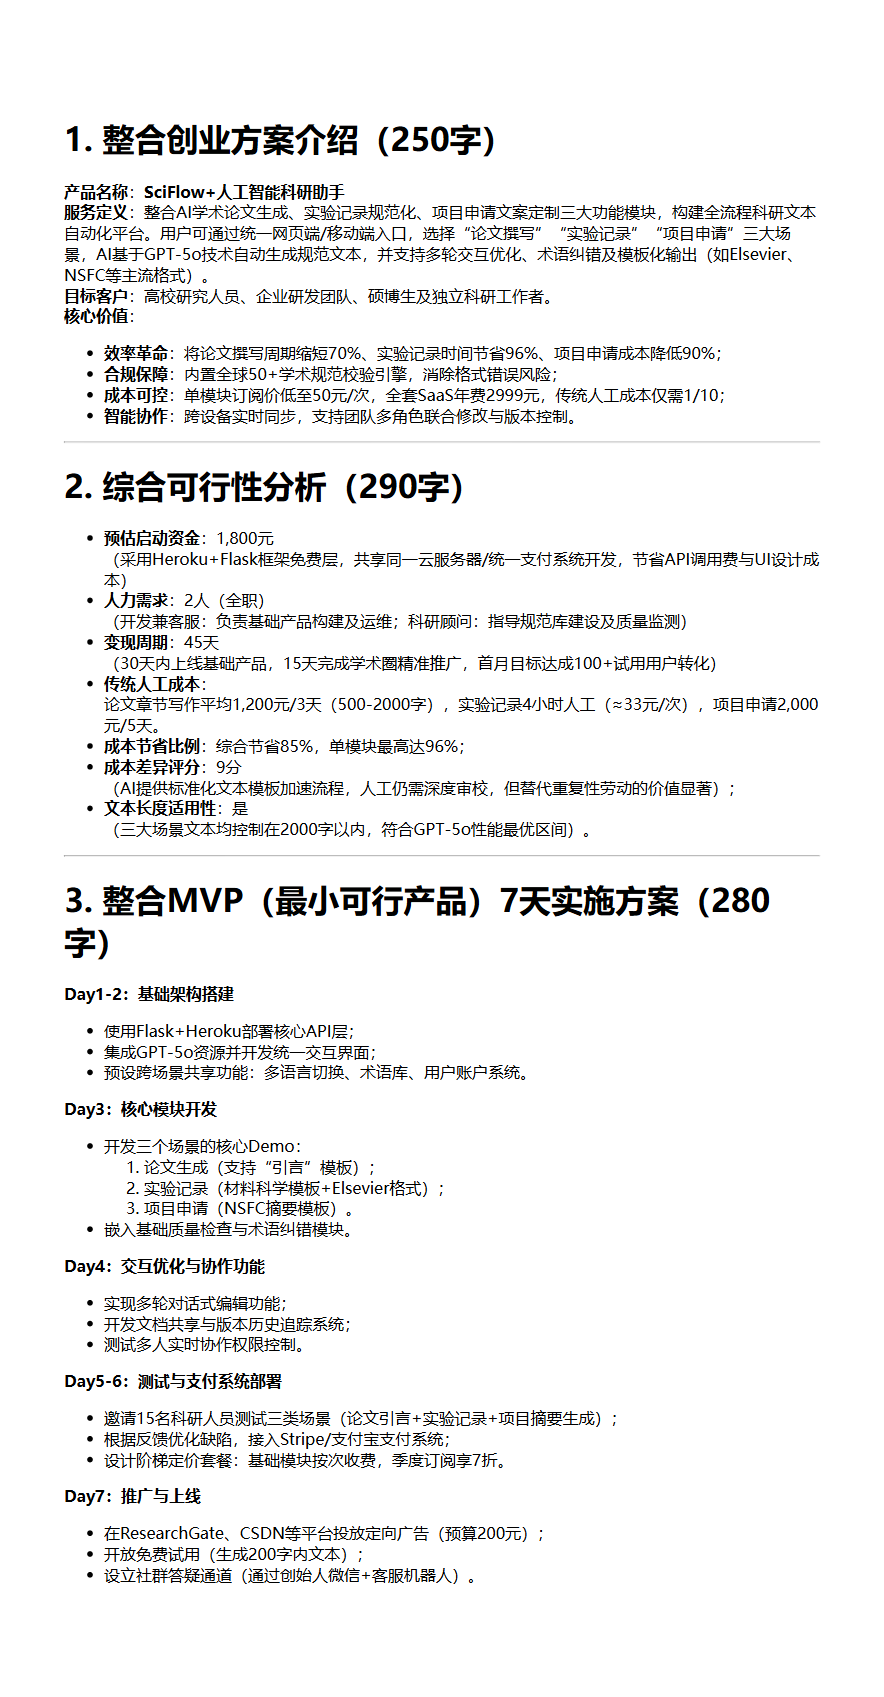 1. 整合创业方案介绍（250字）
产品名称：SciFlow+人工智能科研助手
服务定义：整合AI学术论文生成、实验记录规范化、项目申请文案定制三大功能模块，构建全流程科研文本
自动化平台。用户可通过统一网页端/移动端入口，选择“论文撰写”“实验记录”“项目申请”三大场
景，AI基于GPT-5o技术自动生成规范文本，并支持多轮交互优化、术语纠错及模板化输出（如Elsevier、
NSFC等主流格式）。
目标客户：高校研究人员、企业研发团队、硕博生及独立科研工作者。
核心价值：
• 效率革命：将论文撰写周期缩短70%、实验记录时间节省96%、项目申请成本降低90%；
• 合规保障：内置全球50+学术规范校验引擎，消除格式错误风险；
• 成本可控：单模块订阅价低至50元/次，全套SaaS年费2999元，传统人工成本仅需1/10；
• 智能协作：跨设备实时同步，支持团队多角色联合修改与版本控制。
2. 综合可行性分析（290字）
• 预估启动资金：1,800元
（采用Heroku+Flask框架免费层，共享同一云服务器/统一支付系统开发，节省API调用费与UI设计成
本）
• 人力需求：2人（全职）
（开发兼客服：负责基础产品构建及运维；科研顾问：指导规范库建设及质量监测）
• 变现周期：45天
（30天内上线基础产品，15天完成学术圈精准推广，首月目标达成100+试用用户转化）
• 传统人工成本：
论文章节写作平均1,200元/3天（500-2000字），实验记录4小时人工（≈33元/次），项目申请2,000
元/5天。
• 成本节省比例：综合节省85%，单模块最高达96%；
• 成本差异评分：9分
（AI提供标准化文本模板加速流程，人工仍需深度审校，但替代重复性劳动的价值显著）；
• 文本长度适用性：是
（三大场景文本均控制在2000字以内，符合GPT-5o性能最优区间）。
3. 整合MVP（最小可行产品）7天实施方案（280
字）
Day1-2：基础架构搭建
• 使用Flask+Heroku部署核心API层；
• 集成GPT-5o资源并开发统一交互界面；
• 预设跨场景共享功能：多语言切换、术语库、用户账户系统。
Day3：核心模块开发
• 开发三个场景的核心Demo：
1. 论文生成（支持“引言”模板）；
2. 实验记录（材料科学模板+Elsevier格式）；
3. 项目申请（NSFC摘要模板）。
• 嵌入基础质量检查与术语纠错模块。
Day4：交互优化与协作功能
• 实现多轮对话式编辑功能；
• 开发文档共享与版本历史追踪系统；
• 测试多人实时协作权限控制。
Day5-6：测试与支付系统部署
• 邀请15名科研人员测试三类场景（论文引言+实验记录+项目摘要生成）；
• 根据反馈优化缺陷，接入Stripe/支付宝支付系统；
• 设计阶梯定价套餐：基础模块按次收费，季度订阅享7折。
Day7：推广与上线
• 在ResearchGate、CSDN等平台投放定向广告（预算200元）；
• 开放免费试用（生成200字内文本）；
• 设立社群答疑通道（通过创始人微信+客服机器人）。